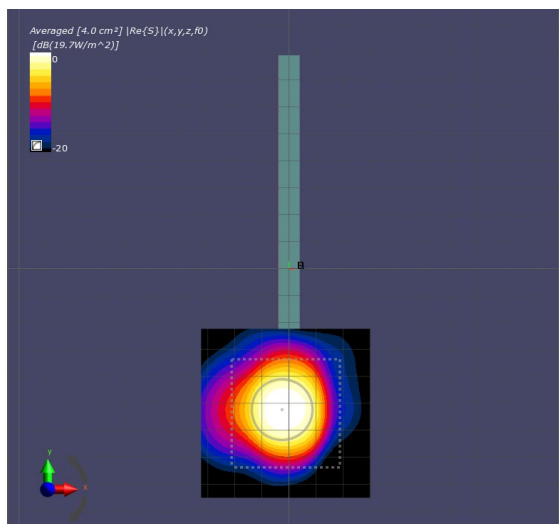 Averaged [4.0 cm²] |Re{S}|(x,y,z,f0)
[dB(19.7W/m^2)]
0
-20
y
x